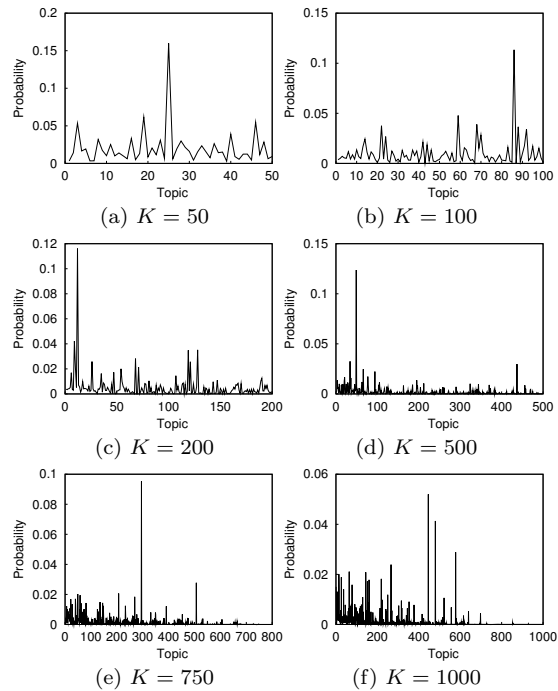 0.2
0.15
0.1
0.05
0
0 10 20 30 40 50
Probability
Topic
(a) K = 50
0.15
0.1
0.05
0
0 10 20 30 40 50 60 70 80 90 100
Probability
Topic
(b) K = 100
0.12
0.1
0.08
0.06
0.04
0.02
0
0 50 100 150 200
Probability
Topic
(c) K = 200
0.15
0.1
0.05
0
0 100 200 300 400 500
Probability
Topic
(d) K = 500
0.1
0.08
0.06
0.04
0.02
0
0 100 200 300 400 500 600 700 800
Probability
Topic
(e) K = 750
0.06
0.04
0.02
0
0 200 400 600 800 1000
Probability
Topic
(f) K = 1000